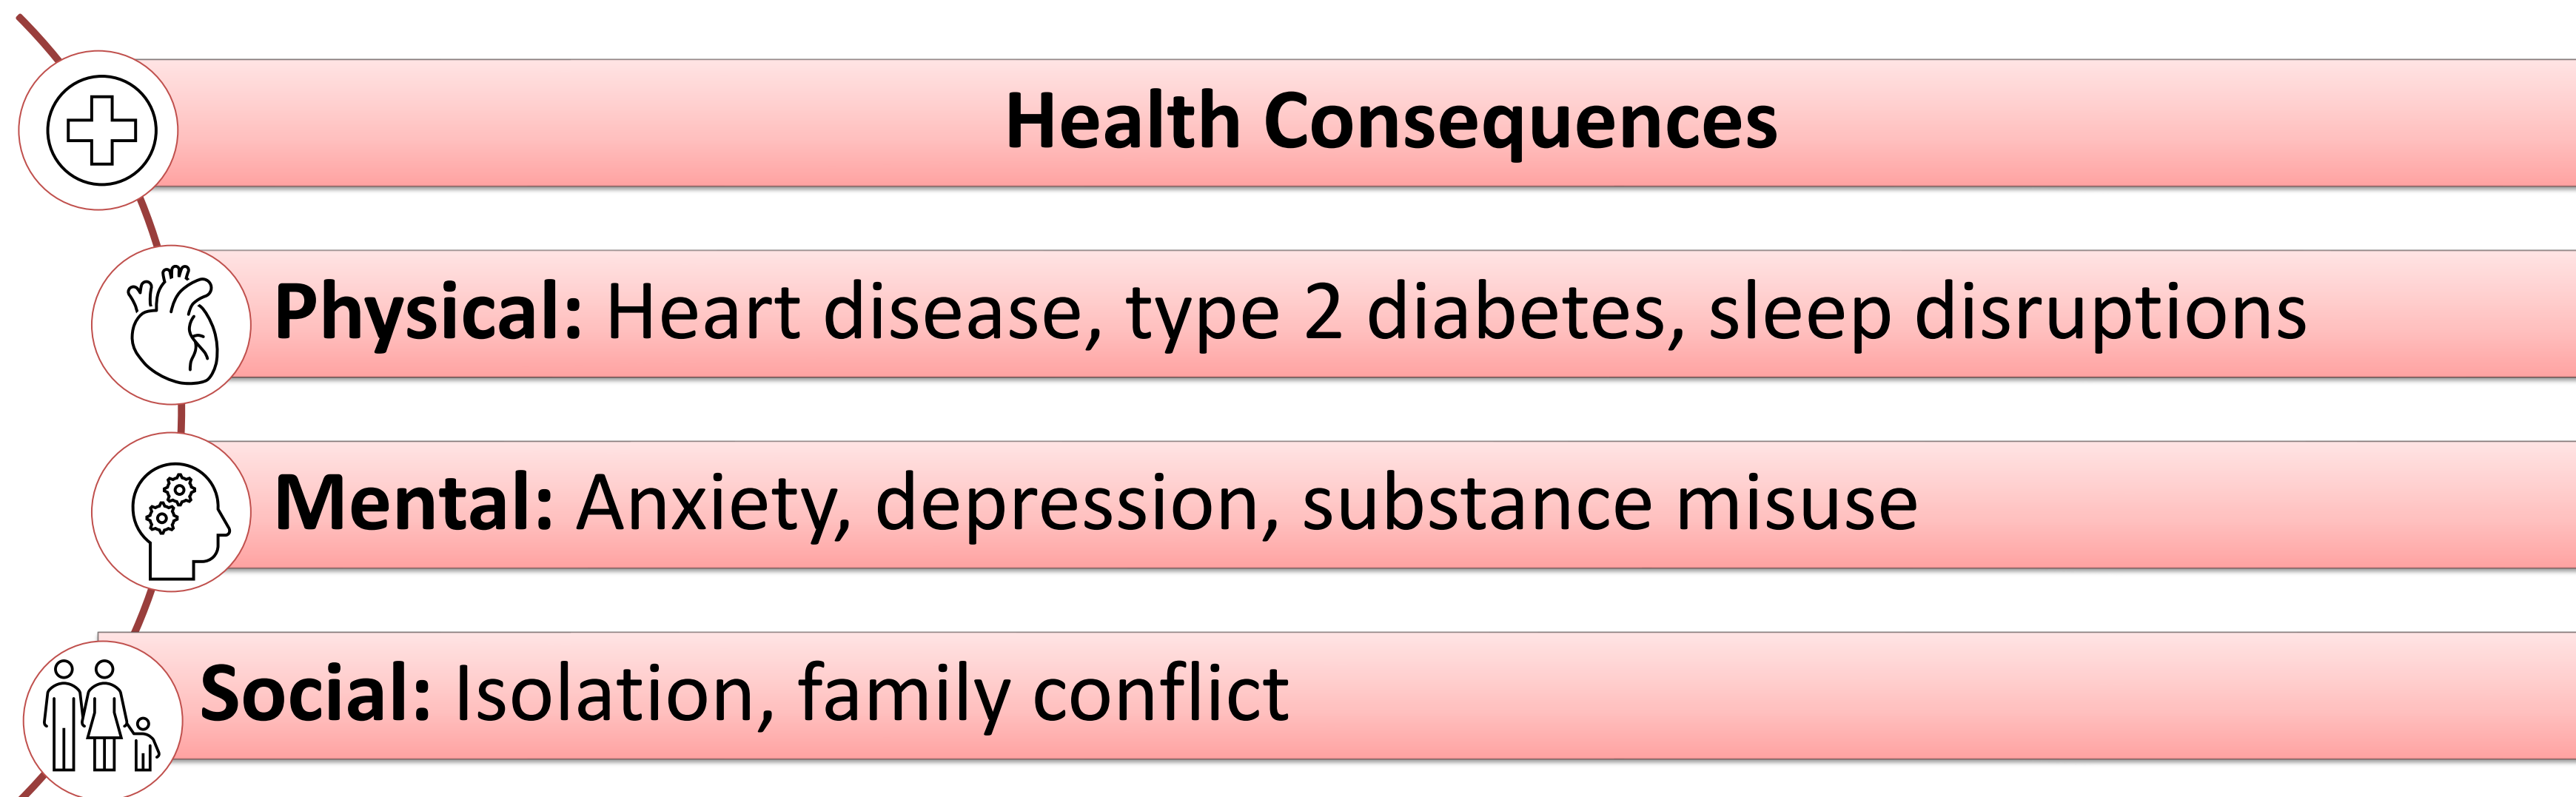 Health Consequences
Physical: Heart disease, type 2 diabetes, sleep disruptions
Mental: Anxiety, depression, substance misuse
Social: Isolation, family conflict